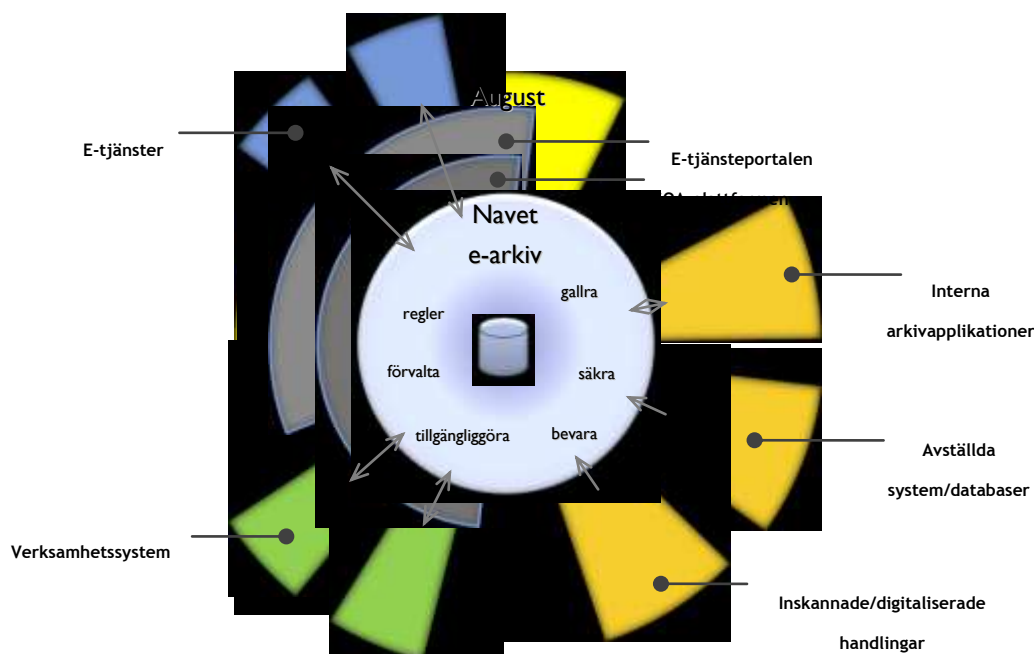 August
E-tjänster
E-tjänsteportalen
Navet
e-arkiv
gallra
regler
Interna
arkivapplikationer
förvalta
säkra
tillgängliggöra
bevara
Avställda
system/databaser
Verksamhetssystem
Inskannade/digitaliserade
handlingar